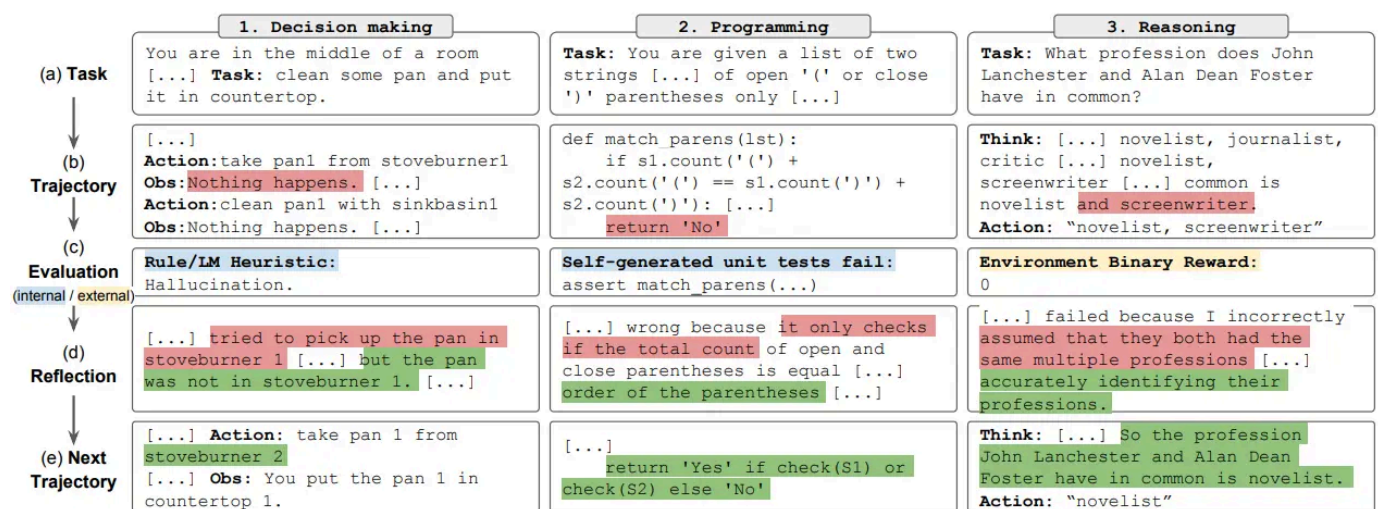 1. Decision making
2. Programming
3. Reasoning
(a) Task
You are in the middle of a room
[...] Task: clean some pan and put
it in countertop.
Task: You are given a list of two
strings [...] of open '(' or close
')' parentheses only [...]
Task: What profession does John
Lanchester and Alan Dean Foster
have in common?
(b)
Trajectory
[...]
Action:take pan1 from stoveburner1
Obs:Nothing happens. [...]
Action:clean pan1 with sinkbasin1
Obs:Nothing happens. [...]
def match_parens(lst):
if s1.count('(') +
s2.count('(') == s1.count(')') +
s2.count(')'): [...]
return 'No'
Think: [...] novelist, journalist,
critic [...] novelist,
screenwriter [...] common is
novelist and screenwriter.
Action: “novelist, screenwriter”
(c)
Evaluation
(internal / external)
Rule/LM Heuristic:
Hallucination.
Self-generated unit tests fail:
assert match_parens(...)
Environment Binary Reward:
0
(d)
Reflection
[...] tried to pick up the pan in
stoveburner 1 [...] but the pan
was not in stoveburner 1. [...]
[...] wrong because it only checks
if the total count of open and
close parentheses is equal [...]
order of the parentheses [...]
[...] failed because I incorrectly
assumed that they both had the
same multiple professions [...]
accurately identifying their
professions.
(e) Next
Trajectory
[...] Action: take pan 1 from
stoveburner 2
[...] Obs: You put the pan 1 in
countertop 1.
[...]
return 'Yes' if check(S1) or
check(S2) else 'No'
Think: [...] So the profession
John Lanchester and Alan Dean
Foster have in common is novelist.
Action: “novelist”